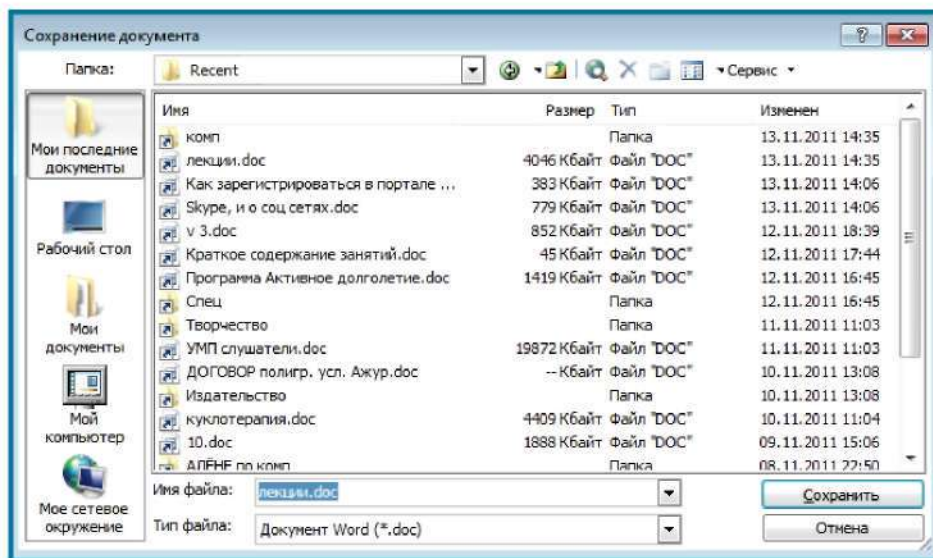 Сохранение документа
Папка: Recent Сервис
Имя Размер Тип Изменен
комп Папка 13.11.2011 14:35
лекции.doc 4046 Кбайт Файл "DOC" 13.11.2011 14:35
Как зарегистрироваться в портале ... 383 Кбайт Файл "DOC" 13.11.2011 14:06
Skype, и о соц сетях.doc 779 Кбайт Файл "DOC" 13.11.2011 14:06
v 3.doc 852 Кбайт Файл "DOC" 12.11.2011 18:39
Краткое содержание занятий.doc 45 Кбайт Файл "DOC" 12.11.2011 17:44
Программа Активное долголетие.doc 1419 Кбайт Файл "DOC" 12.11.2011 16:45
Спец Папка 12.11.2011 16:45
Творчество Папка 11.11.2011 11:03
УМП слушатели.doc 19872 Кбайт Файл "DOC" 11.11.2011 11:03
ДОГОВОР полигр. усл. Ажур.doc -- Кбайт Файл "DOC" 10.11.2011 13:08
Издательство Папка 10.11.2011 13:08
куклотерапия.doc 4409 Кбайт Файл "DOC" 10.11.2011 11:04
10.doc 1888 Кбайт Файл "DOC" 09.11.2011 15:06
АЛЁНЕ по комп Папка 08.11.2011 22:50
Мои последние
документы
Рабочий стол
Мои
документы
Мой
компьютер
Мое сетевое
окружение
Имя файла: лекции.doc Сохранить
Тип файла: Документ Word (*.doc) Отмена